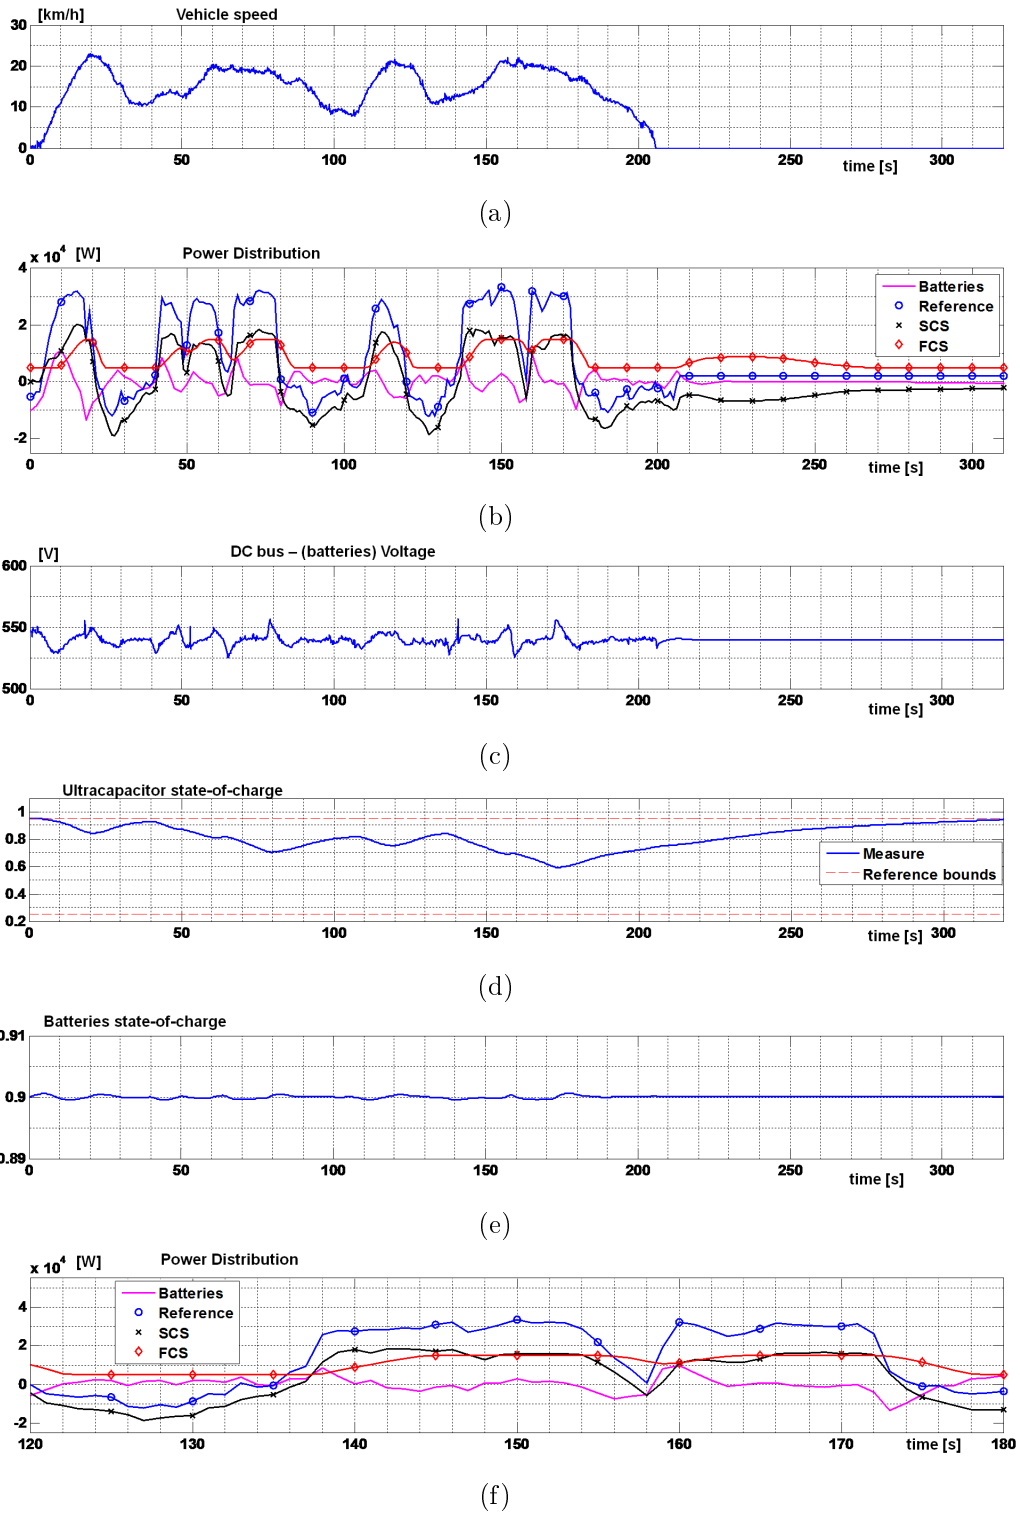 [km/h] Vehicle speed
30
20
10
0
0 50 100 150 200 250 300
time [s]
(a)
x 10^4 [W] Power Distribution
4
2
0
-2
Batteries
Reference
SCS
FCS
0 50 100 150 200 250 300
time [s]
(b)
[V] DC bus – (batteries) Voltage
600
550
500
0 50 100 150 200 250 300
time [s]
(c)
Ultracapacitor state-of-charge
1
0.8
0.6
0.4
0.2
Measure
Reference bounds
0 50 100 150 200 250 300
time [s]
(d)
Batteries state-of-charge
0.91
0.9
0.89
0 50 100 150 200 250 300
time [s]
(e)
x 10^4 [W] Power Distribution
4
2
0
-2
Batteries
Reference
SCS
FCS
120 130 140 150 160 170 180
time [s]
(f)